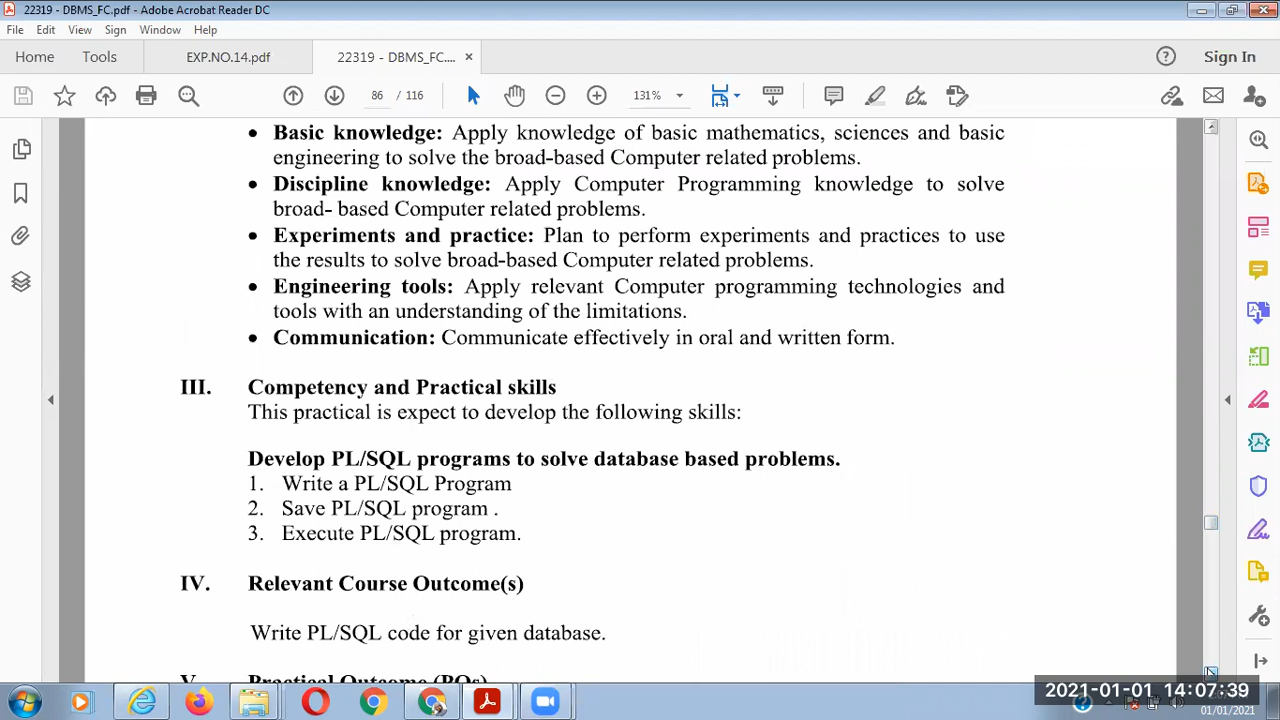 22319 - DBMS_FC.pdf - Adobe Acrobat Reader DC
File Edit View Sign Window Help
Home Tools EXP.NO.14.pdf 22319 - DBMS_FC.... × Sign In
86 / 116 131%
• Basic knowledge: Apply knowledge of basic mathematics, sciences and basic
engineering to solve the broad-based Computer related problems.
• Discipline knowledge: Apply Computer Programming knowledge to solve
broad- based Computer related problems.
• Experiments and practice: Plan to perform experiments and practices to use
the results to solve broad-based Computer related problems.
• Engineering tools: Apply relevant Computer programming technologies and
tools with an understanding of the limitations.
• Communication: Communicate effectively in oral and written form.
III. Competency and Practical skills
This practical is expect to develop the following skills:
Develop PL/SQL programs to solve database based problems.
1. Write a PL/SQL Program
2. Save PL/SQL program .
3. Execute PL/SQL program.
IV. Relevant Course Outcome(s)
Write PL/SQL code for given database.
V. Practical Outcome (POs)
2021-01-01 14:07:39
01/01/2021